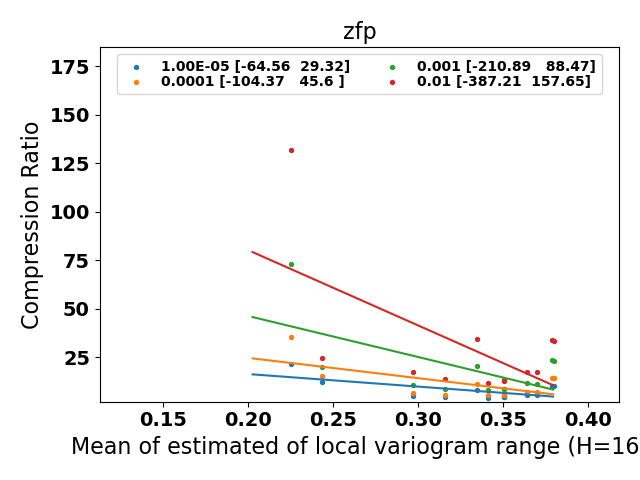 zfp
1.00E-05 [-64.56  29.32]
0.0001 [-104.37   45.6 ]
0.001 [-210.89   88.47]
0.01 [-387.21  157.65]
Compression Ratio
175
150
125
100
75
50
25
0.15 0.20 0.25 0.30 0.35 0.40
Mean of estimated of local variogram range (H=16